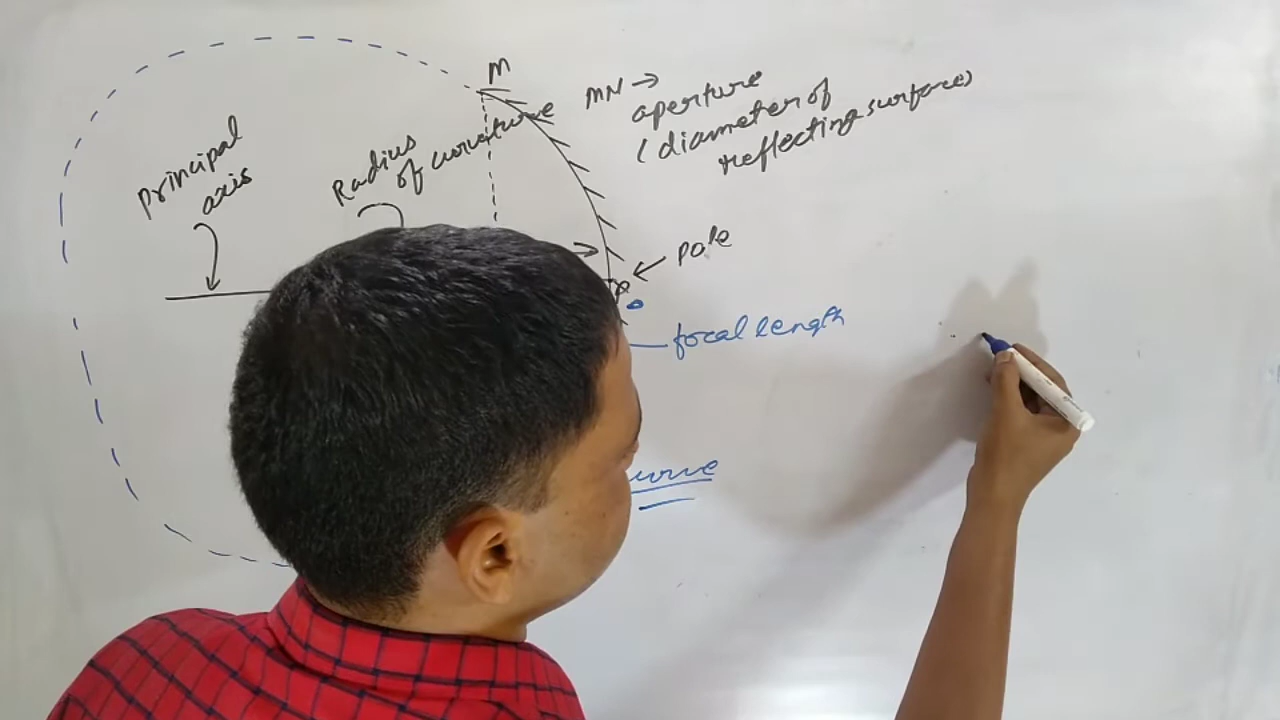 M
MN →
aperture
(diameter of
reflecting surface)
Principal
axis
Radius
of curvature
Pole
P
focal length